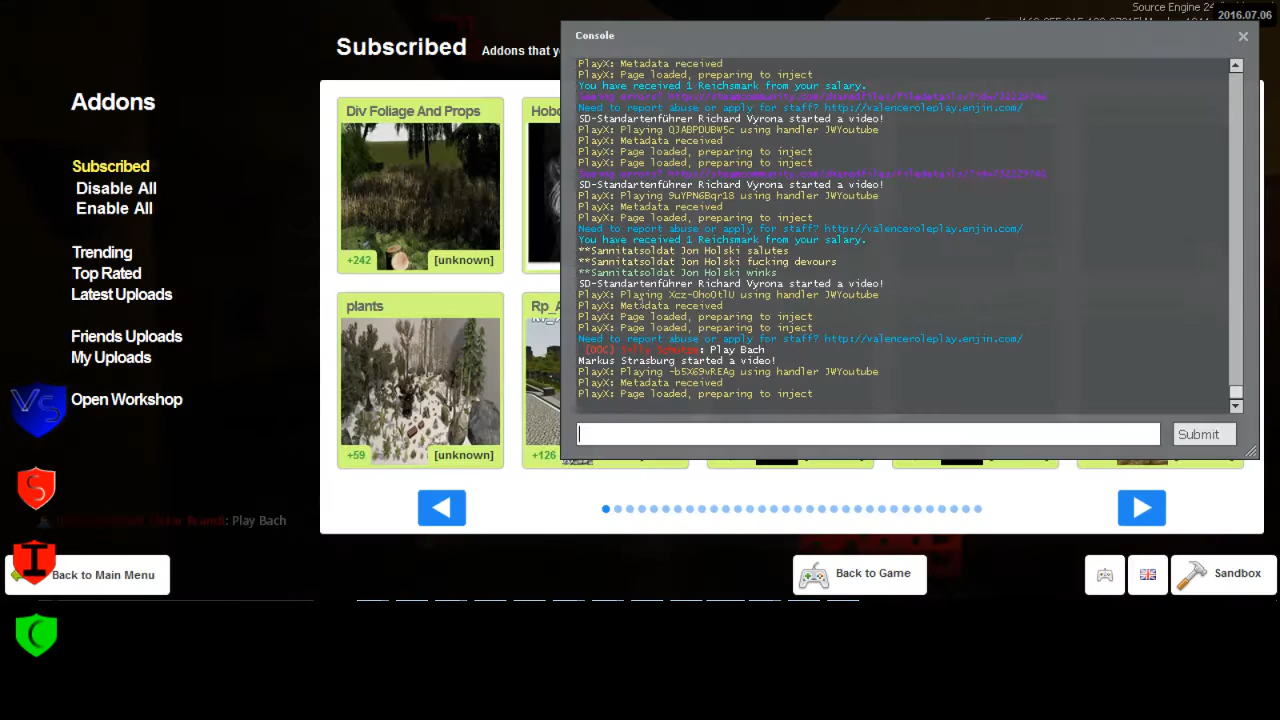 Source Engine 24
2016.07.06
Subscribed
Addons that yo
Console
Addons
Subscribed
Disable All
Enable All
Trending
Top Rated
Latest Uploads
Friends Uploads
My Uploads
Open Workshop
Div Foliage And Props
Hobo
+242
[unknown]
plants
Rp_A
+59
[unknown]
+126
PlayX: Metadata received
PlayX: Page loaded, preparing to inject
You have received 1 Reichsmark from your salary.
Need to report abuse or apply for staff? http://valenceroleplay.enjin.com/
SD-Standartenführer Richard Vyrona started a video!
PlayX: Playing QJABPDUBW5c using handler JWYoutube
PlayX: Metadata received
PlayX: Page loaded, preparing to inject
PlayX: Page loaded, preparing to inject
SD-Standartenführer Richard Vyrona started a video!
PlayX: Playing 9uYPN6Bqr18 using handler JWYoutube
PlayX: Metadata received
PlayX: Page loaded, preparing to inject
Need to report abuse or apply for staff? http://valenceroleplay.enjin.com/
You have received 1 Reichsmark from your salary.
**Sannitatsoldat Jon Holski salutes
**Sannitatsoldat Jon Holski fucking devours
**Sannitatsoldat Jon Holski winks
SD-Standartenführer Richard Vyrona started a video!
PlayX: Playing Xcz-Oho0tlU using handler JWYoutube
PlayX: Metadata received
PlayX: Page loaded, preparing to inject
PlayX: Page loaded, preparing to inject
Need to report abuse or apply for staff? http://valenceroleplay.enjin.com/
[OOC] : Play Bach
Markus Strasburg started a video!
PlayX: Playing -b5X69vREAg using handler JWYoutube
PlayX: Metadata received
PlayX: Page loaded, preparing to inject
Submit
: Play Bach
VS
S
I
C
Back to Main Menu
Back to Game
Sandbox